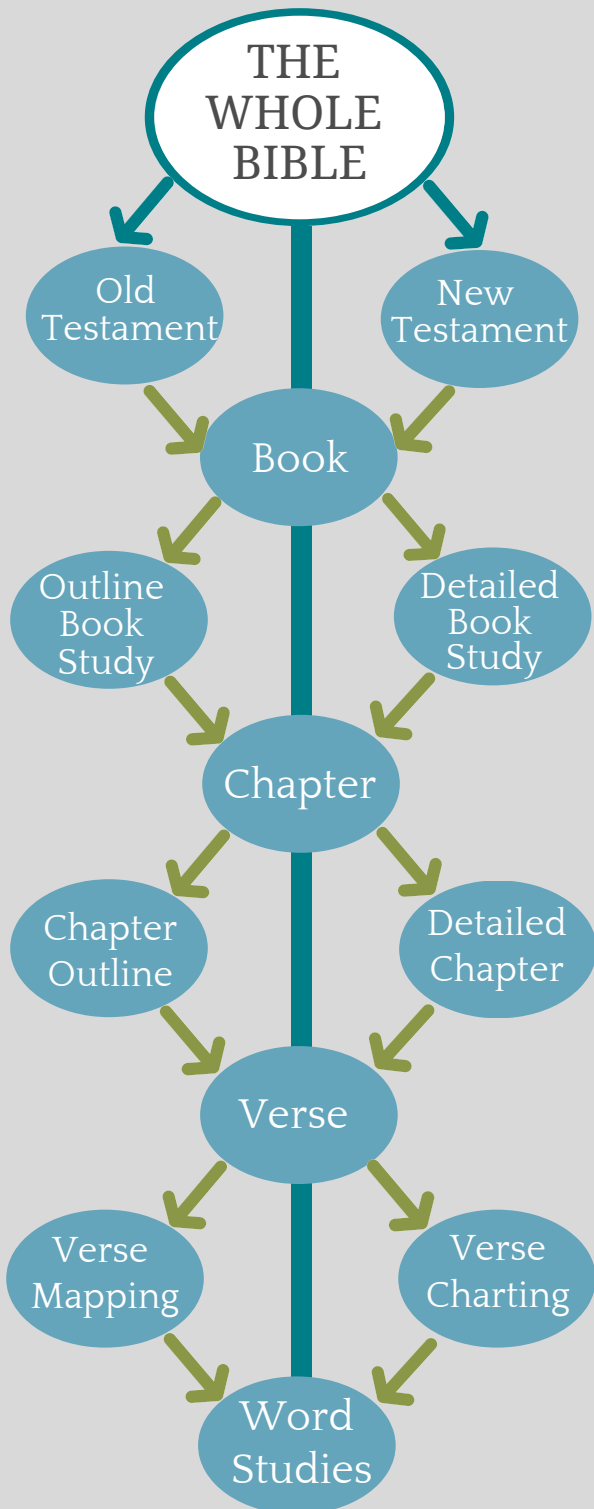 THE
WHOLE
BIBLE
Old
Testament
New
Testament
Book
Outline
Book
Study
Detailed
Book
Study
Chapter
Chapter
Outline
Detailed
Chapter
Verse
Verse
Mapping
Verse
Charting
Word
Studies